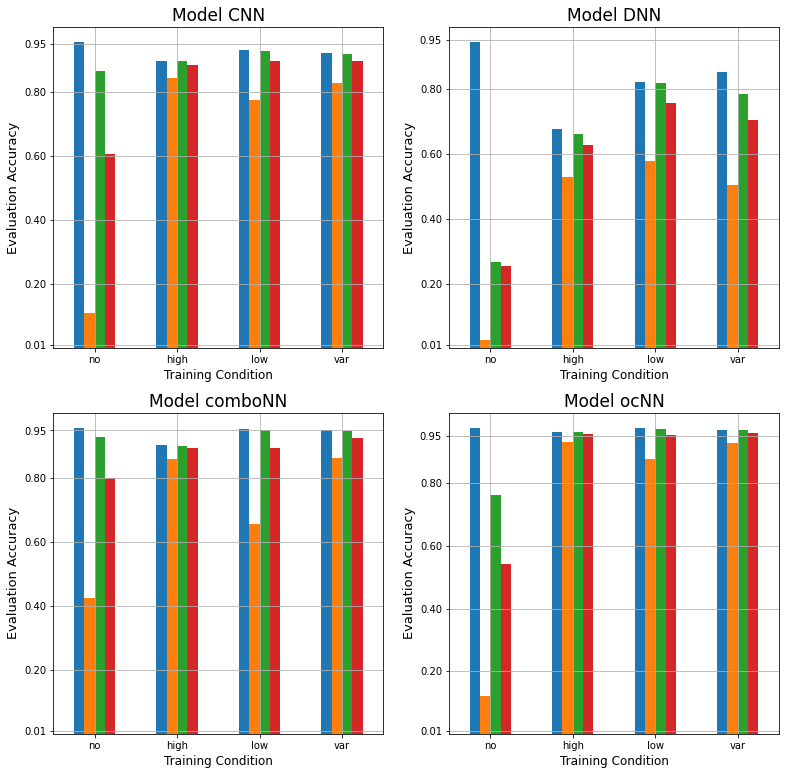 Model CNN
Evaluation Accuracy
0.95
0.80
0.60
0.40
0.20
0.01
no high low var
Training Condition
Model DNN
Evaluation Accuracy
0.95
0.80
0.60
0.40
0.20
0.01
no high low var
Training Condition
Model comboNN
Evaluation Accuracy
0.95
0.80
0.60
0.40
0.20
0.01
no high low var
Training Condition
Model ocNN
Evaluation Accuracy
0.95
0.80
0.60
0.40
0.20
0.01
no high low var
Training Condition